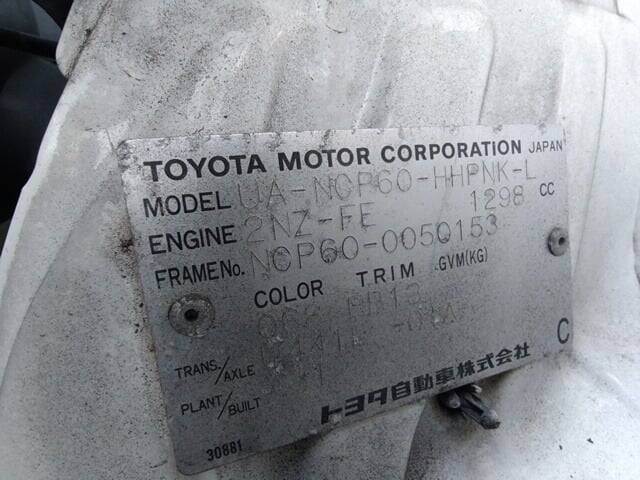 TOYOTA MOTOR CORPORATION JAPAN
MODEL UA-NCP60-HHPNK-L
ENGINE 2NZ-FE 1298 CC
FRAME No. NCP60-0050153
COLOR TRIM GVM(KG)
TRANS./AXLE
PLANT/BUILT
トヨタ自動車株式会社 C
30881